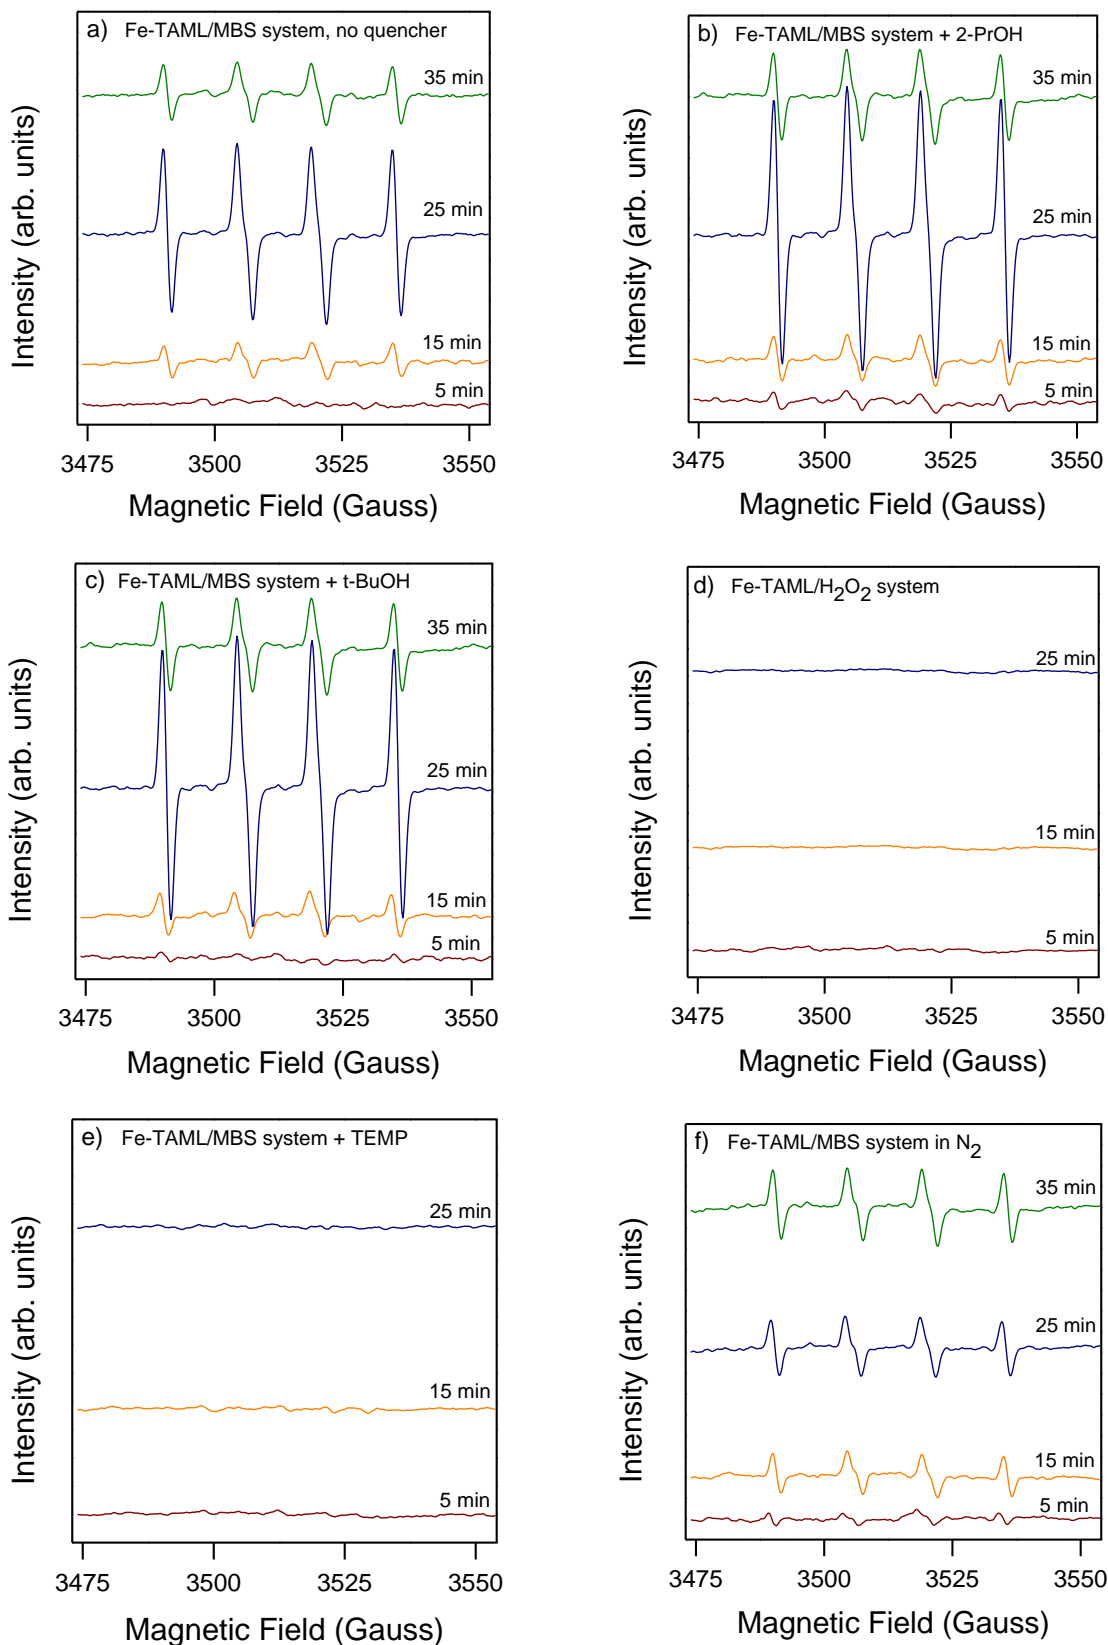 a) Fe-TAML/MBS system, no quencher
35 min
25 min
15 min
5 min
Intensity (arb. units)
3475 3500 3525 3550
Magnetic Field (Gauss)
b) Fe-TAML/MBS system + 2-PrOH
35 min
25 min
15 min
5 min
Intensity (arb. units)
3475 3500 3525 3550
Magnetic Field (Gauss)
c) Fe-TAML/MBS system + t-BuOH
35 min
25 min
15 min
5 min
Intensity (arb. units)
3475 3500 3525 3550
Magnetic Field (Gauss)
d) Fe-TAML/H2O2 system
25 min
15 min
5 min
Intensity (arb. units)
3475 3500 3525 3550
Magnetic Field (Gauss)
e) Fe-TAML/MBS system + TEMP
25 min
15 min
5 min
Intensity (arb. units)
3475 3500 3525 3550
Magnetic Field (Gauss)
f) Fe-TAML/MBS system in N2
35 min
25 min
15 min
5 min
Intensity (arb. units)
3475 3500 3525 3550
Magnetic Field (Gauss)